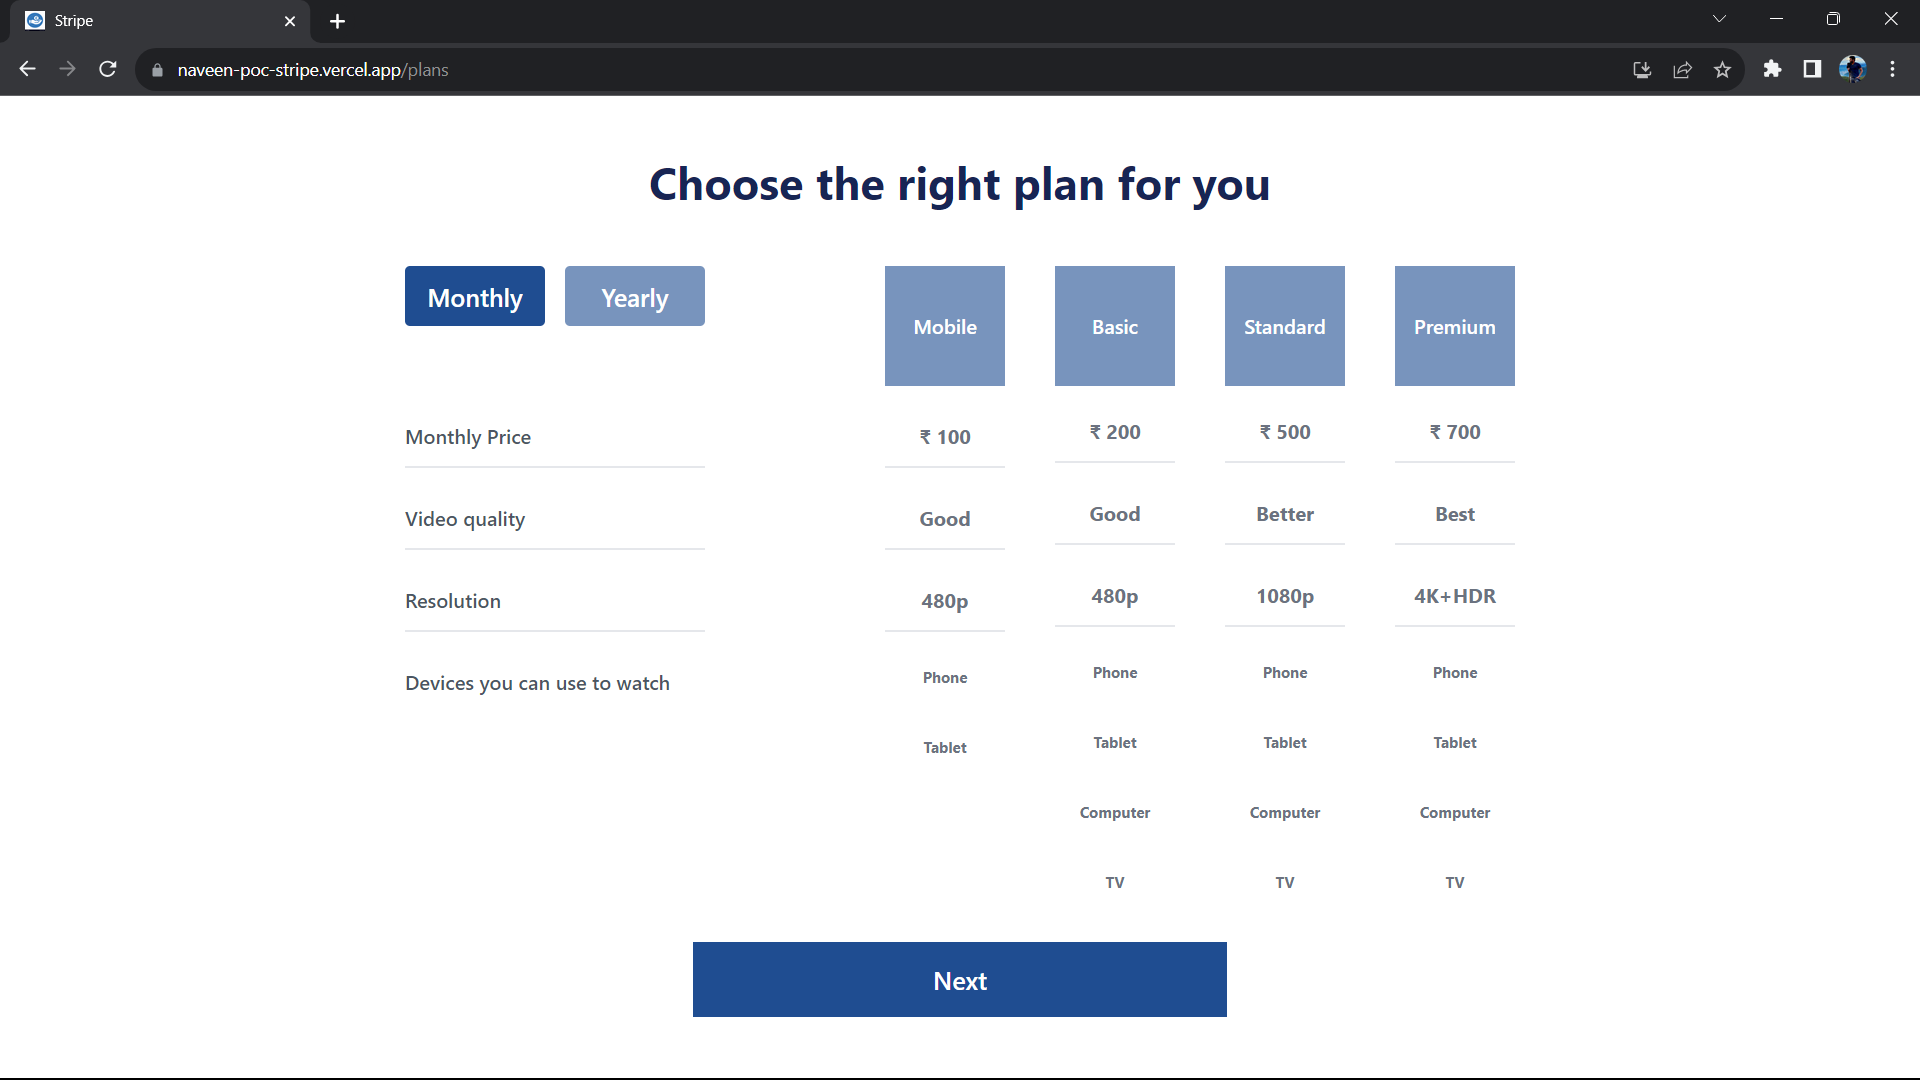 Stripe
naveen-poc-stripe.vercel.app/plans
Choose the right plan for you
Monthly Yearly Mobile Basic Standard Premium
Monthly Price ₹ 100 ₹ 200 ₹ 500 ₹ 700
Video quality Good Good Better Best
Resolution 480p 480p 1080p 4K+HDR
Devices you can use to watch Phone Phone Phone Phone
Tablet Tablet Tablet Tablet
Computer Computer Computer
TV TV TV
Next